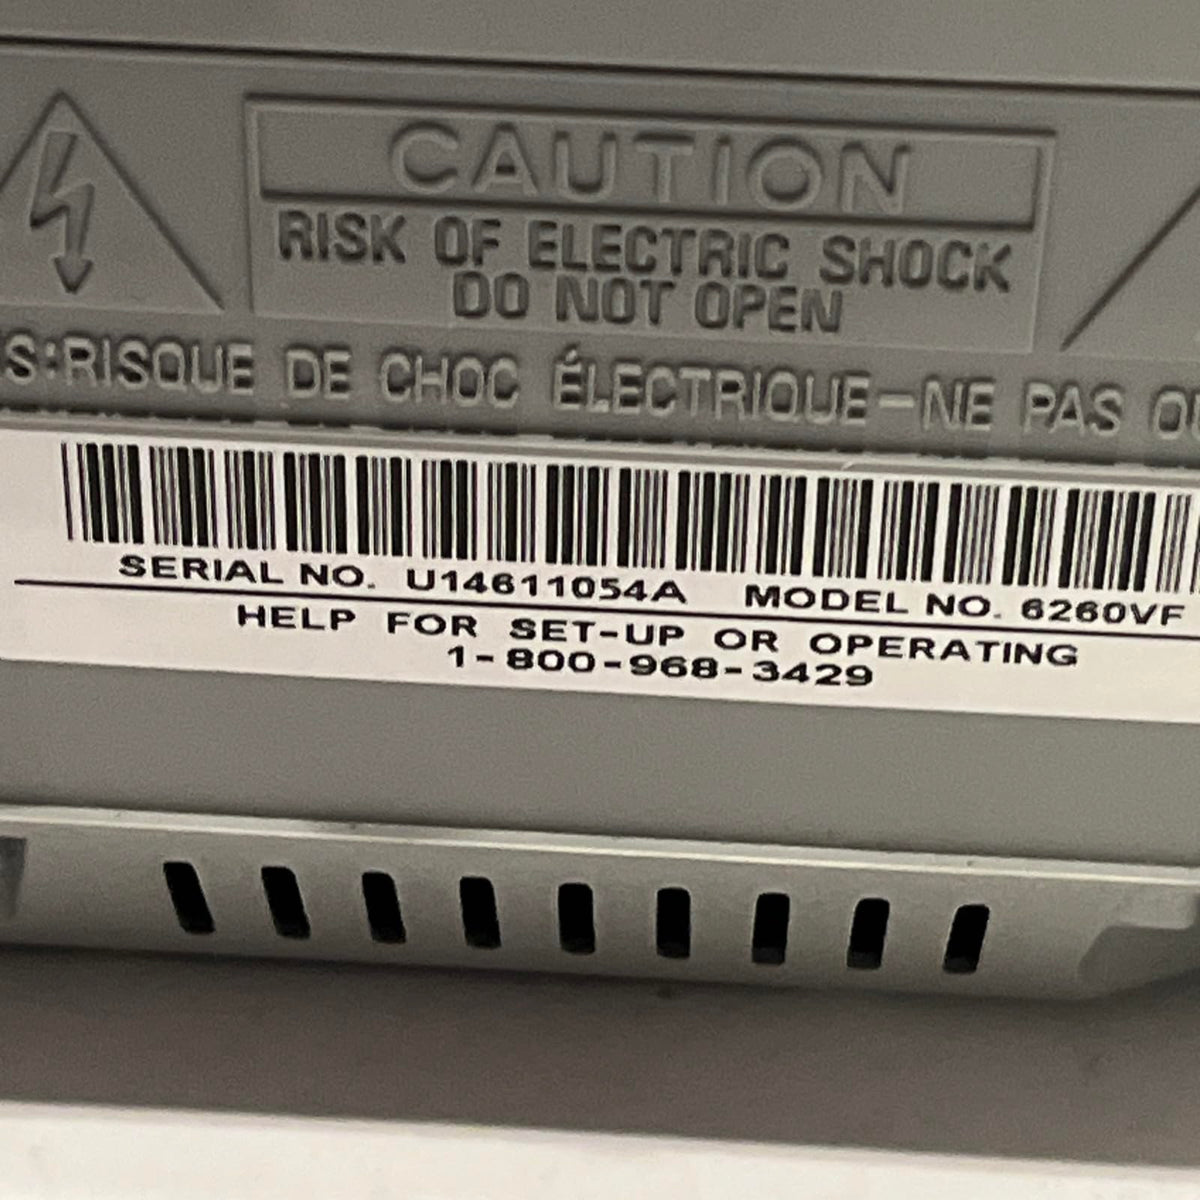 CAUTION
RISK OF ELECTRIC SHOCK
DO NOT OPEN
S:RISQUE DE CHOC ÉLECTRIQUE-NE PAS OU
SERIAL NO. U14611054A MODEL NO. 6260VF
HELP FOR SET-UP OR OPERATING
1-800-968-3429